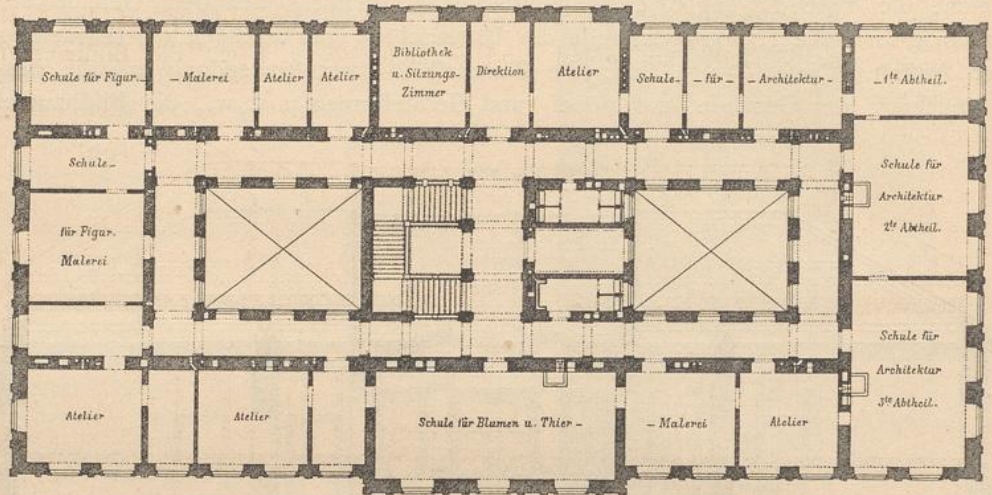 Schule für Figur.
– Malerei
Atelier
Atelier
Bibliothek
u. Sitzungs-
Zimmer
Direktion
Atelier
Schule –
– für –
– Architektur –
– 1te Abtheil.
Schule –
für Figur.
Malerei
Schule für
Architektur
2te Abtheil.
Schule für
Architektur
3te Abtheil.
Atelier
Atelier
Schule für Blumen u. Thier –
– Malerei
Atelier